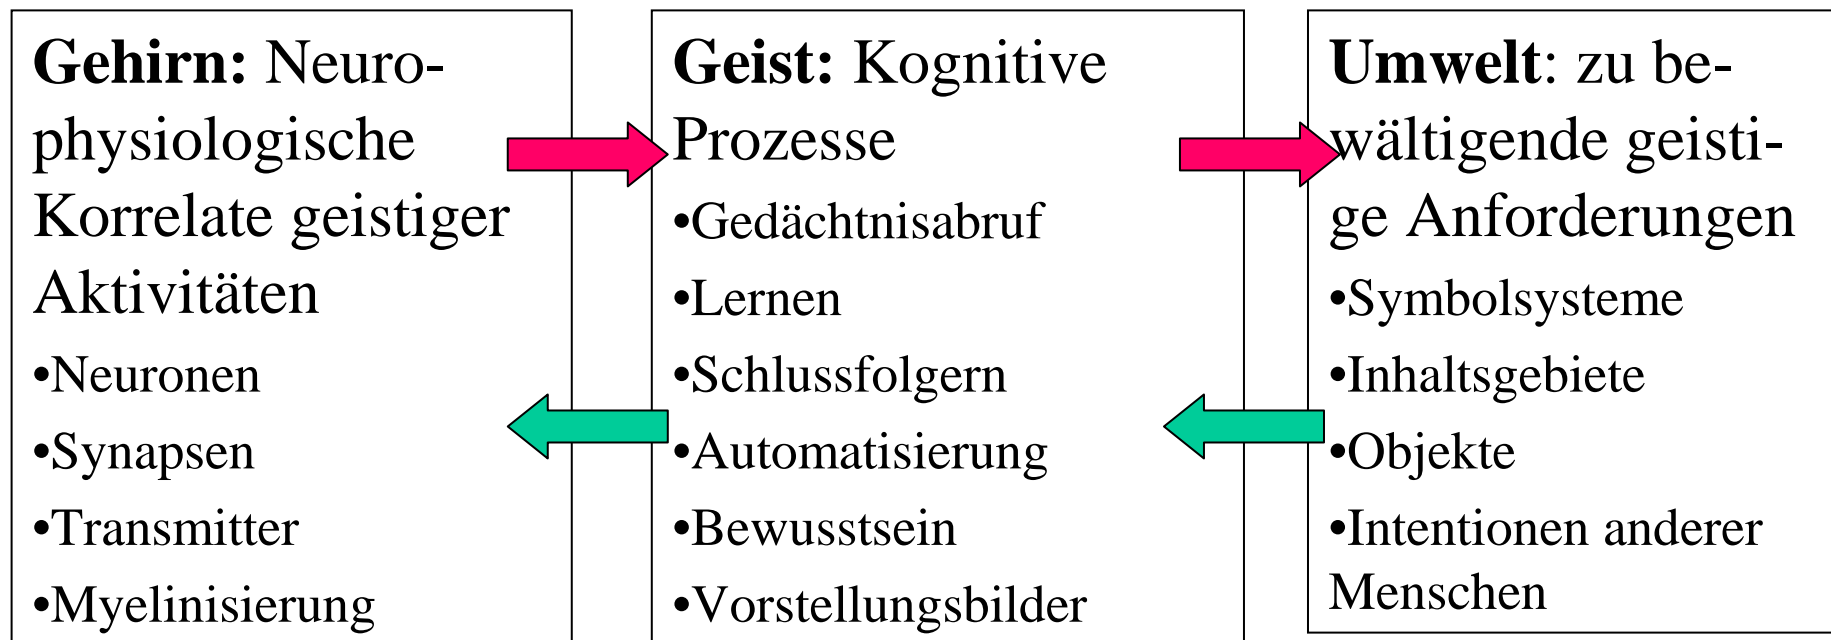 Gehirn: Neuro-
physiologische
Korrelate geistiger
Aktivitäten
•Neuronen
•Synapsen
•Transmitter
•Myelinisierung
Geist: Kognitive
Prozesse
•Gedächtnisabruf
•Lernen
•Schlussfolgern
•Automatisierung
•Bewusstsein
•Vorstellungsbilder
Umwelt: zu be-
wältigende geisti-
ge Anforderungen
•Symbolsysteme
•Inhaltsgebiete
•Objekte
•Intentionen anderer
Menschen